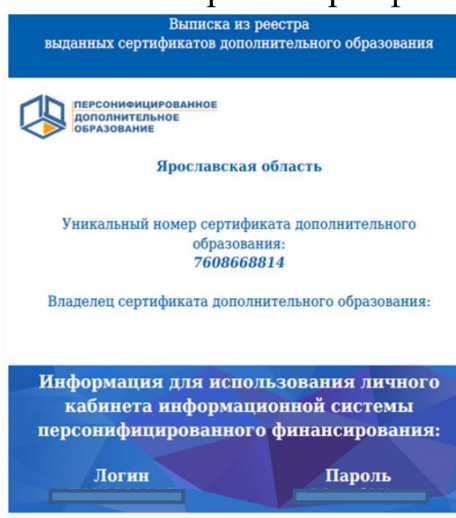 Выписка из реестра
выданных сертификатов дополнительного образования
ПЕРСОНИФИЦИРОВАННОЕ
ДОПОЛНИТЕЛЬНОЕ
ОБРАЗОВАНИЕ
Ярославская область
Уникальный номер сертификата дополнительного
образования:
7608668814
Владелец сертификата дополнительного образования:
Информация для использования личного
кабинета информационной системы
персонифицированного финансирования:
Логин Пароль